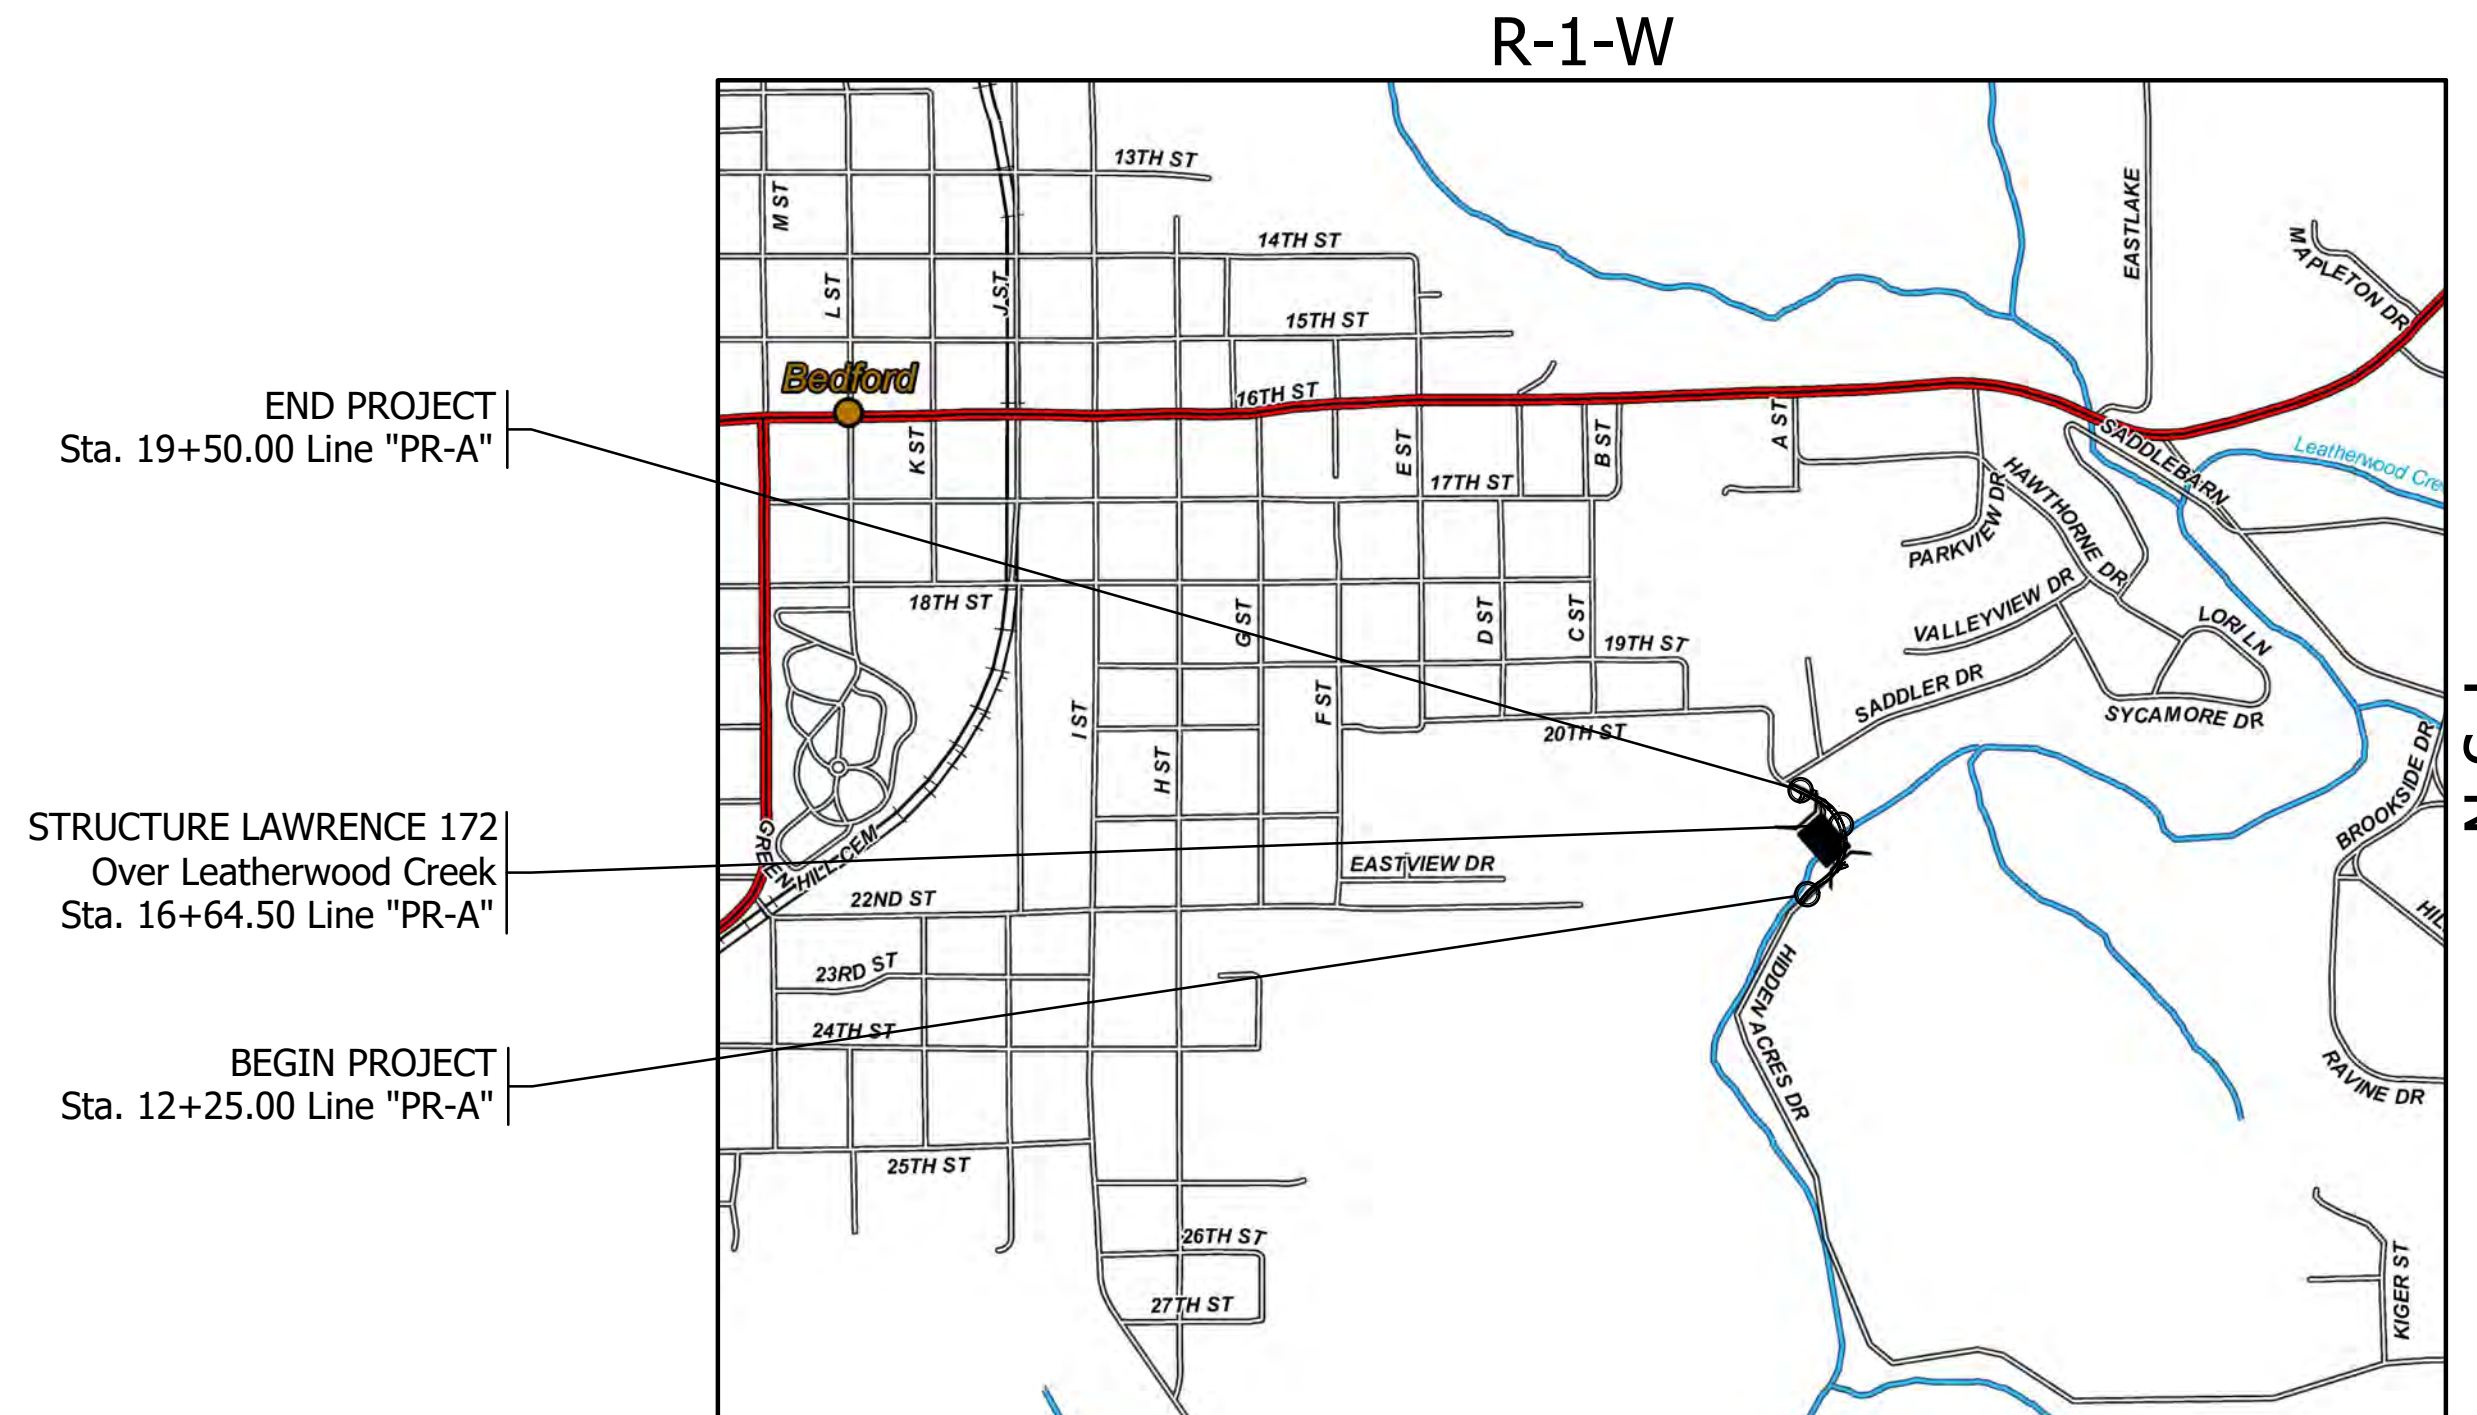 R-1-W
13TH ST
M ST
EASTLAKE
MAPLETON DR
14TH ST
L ST
J ST
15TH ST
Bedford
16TH ST
END PROJECT
Sta. 19+50.00 Line "PR-A"
K ST
E ST
B ST
A ST
SADDLEBARN
Leatherwood Cre
17TH ST
HAWTHORNE DR
PARKVIEW DR
18TH ST
G ST
D ST
C ST
19TH ST
VALLEYVIEW DR
LORI LN
SADDLER DR
SYCAMORE DR
I ST
F ST
20TH ST
H ST
BROOKSIDE DR
STRUCTURE LAWRENCE 172
Over Leatherwood Creek
Sta. 16+64.50 Line "PR-A"
GREEN HILL CEM
EASTVIEW DR
22ND ST
HIL
23RD ST
HIDDEN ACRES DR
24TH ST
BEGIN PROJECT
Sta. 12+25.00 Line "PR-A"
RAVINE DR
25TH ST
26TH ST
KIGER ST
27TH ST